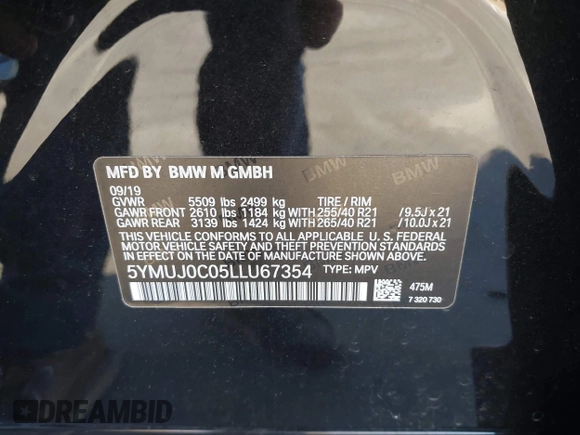 MFD BY BMW M GMBH
09/19
GVWR 5509 lbs 2499 kg TIRE / RIM
GAWR FRONT 2610 lbs 1184 kg WITH 255/40 R21 /9.5J x 21
GAWR REAR 3139 lbs 1424 kg WITH 265/40 R21 /10.0J x 21
THIS VEHICLE CONFORMS TO ALL APPLICABLE U. S. FEDERAL
MOTOR VEHICLE SAFETY AND THEFT PREVENTION STANDARDS IN
EFFECT ON THE DATE OF MANUFACTURE SHOWN ABOVE.
5YMUJ0C05LLU67354 TYPE: MPV
475M
7 320 730
DREAMBID